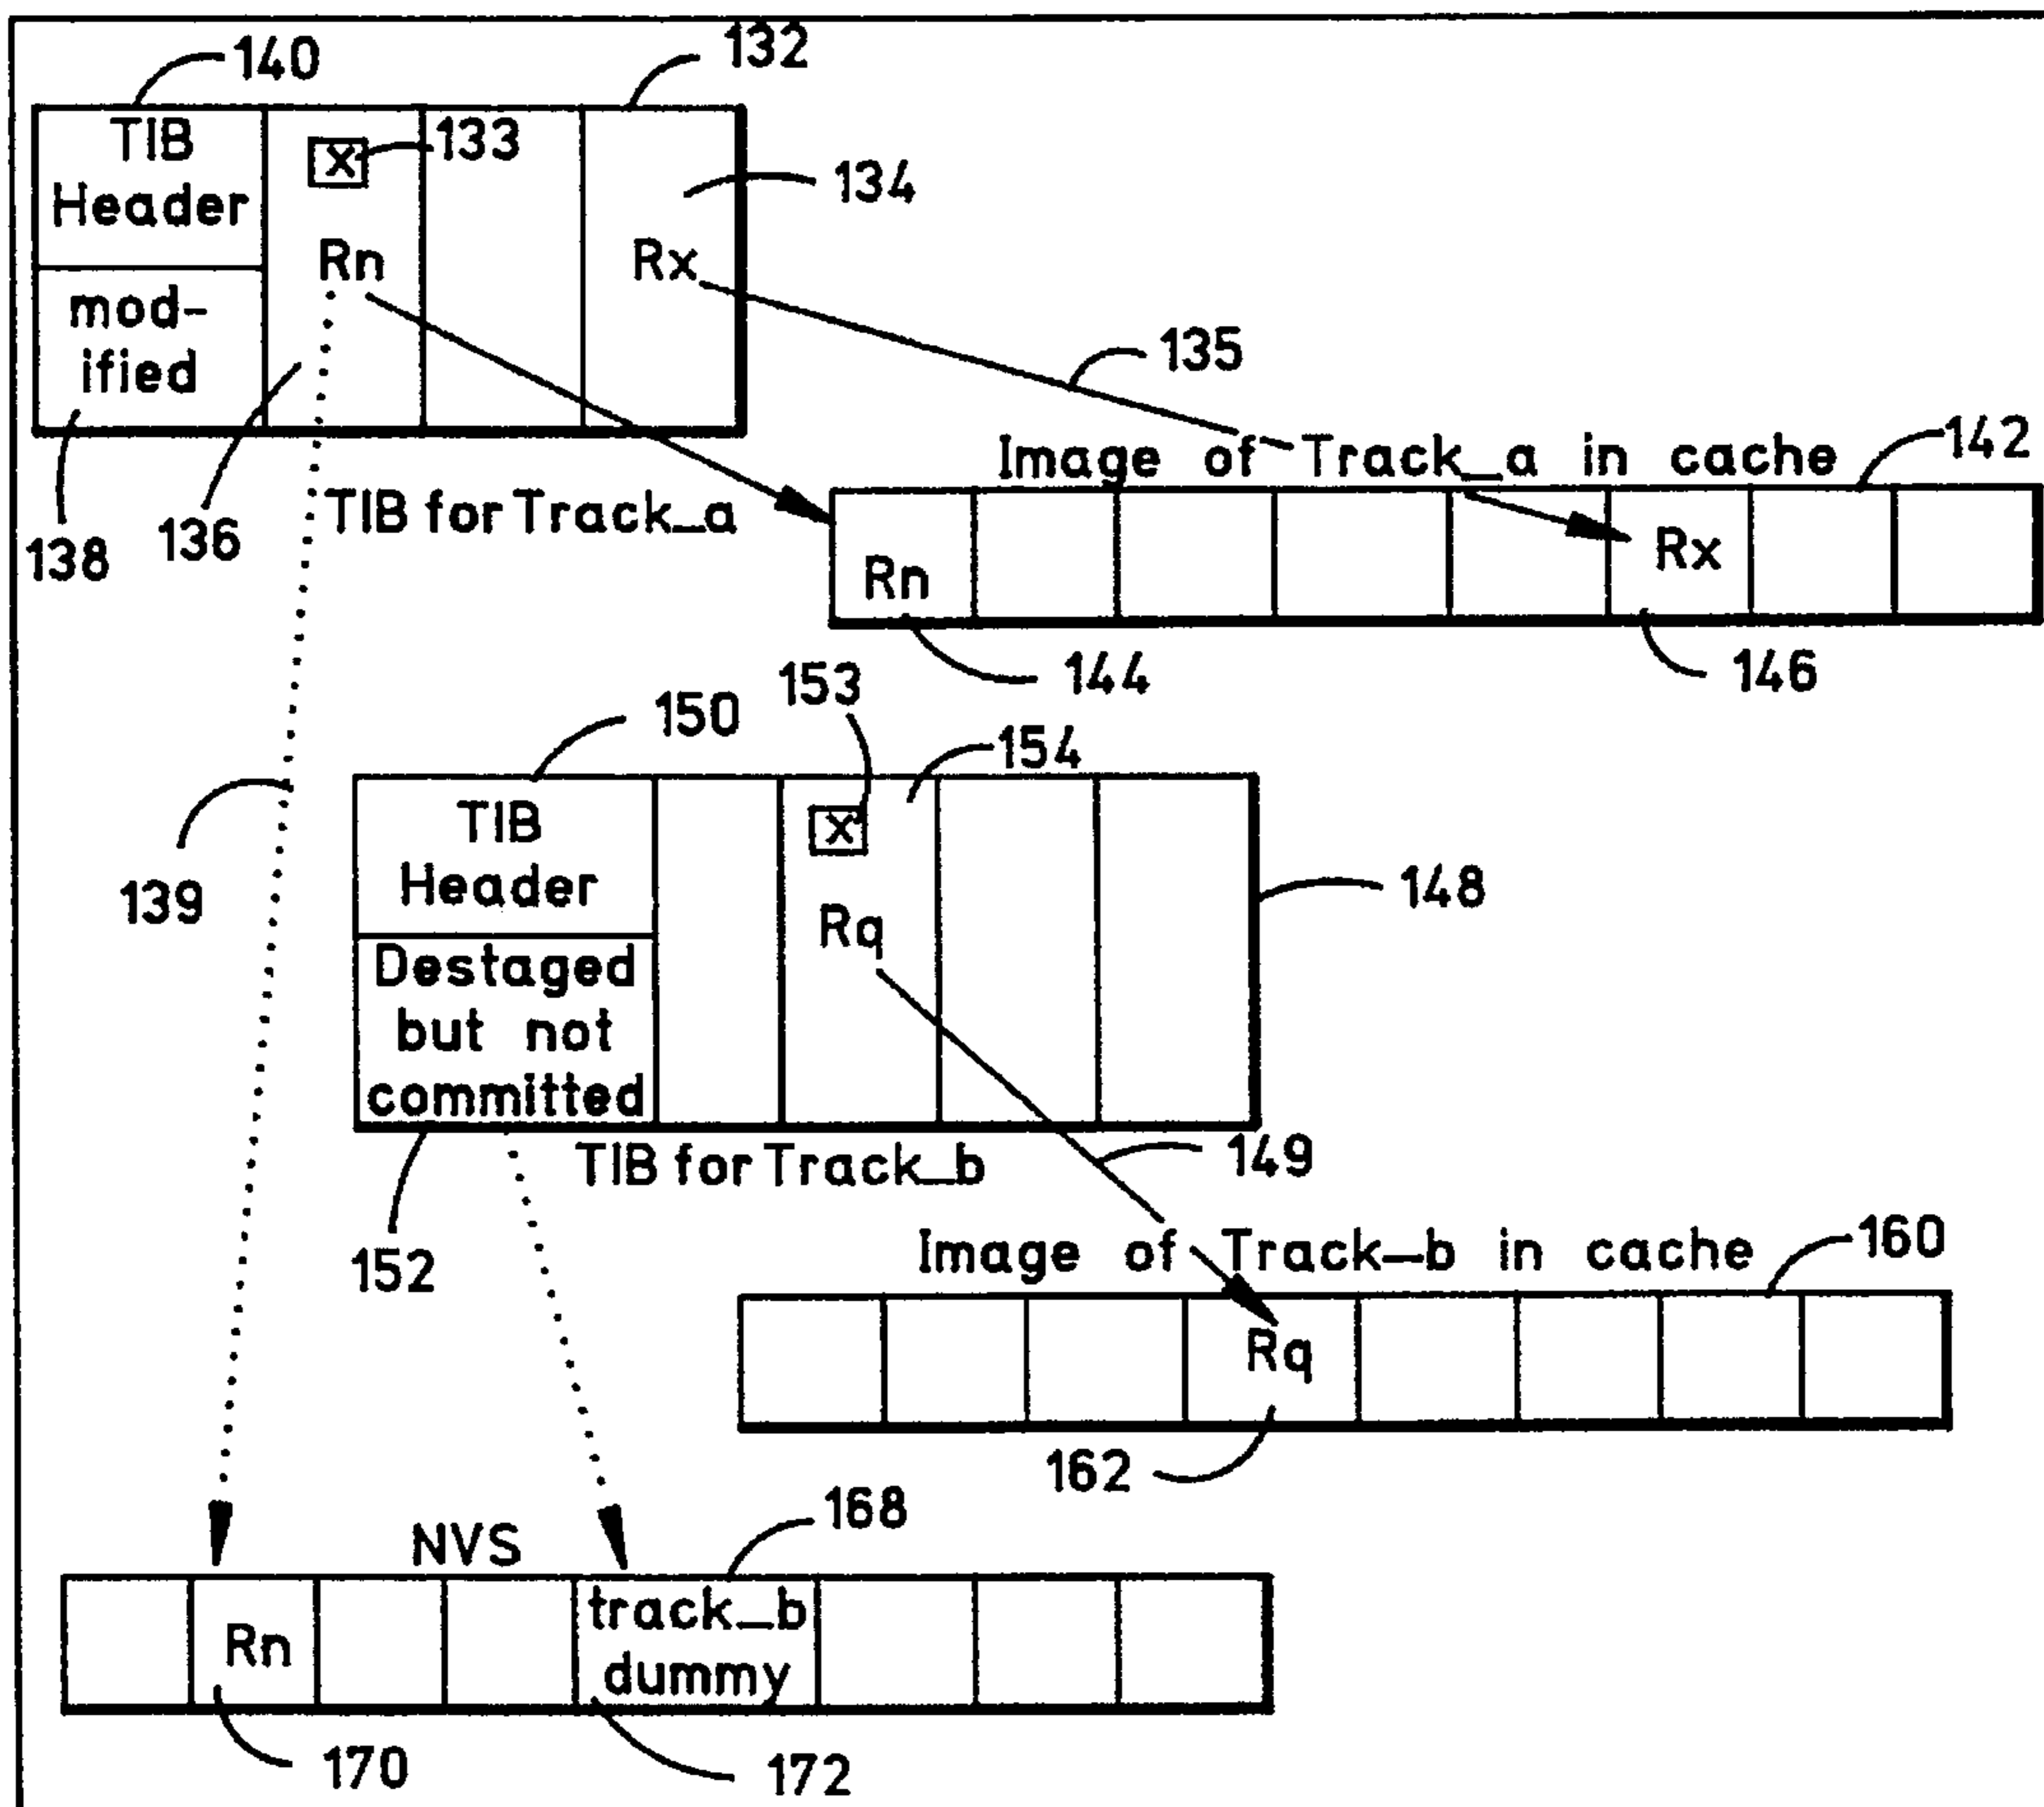 140
132
TIB
Header
X
133
134
Rn
Rx
mod-
ified
135
Image of Track_a in cache
142
TIB for Track_a
138
136
Rn
Rx
144
146
153
150
154
TIB
Header
X
139
148
Rq
Destaged
but not
committed
149
TIB for Track_b
152
Image of Track_b in cache
160
Rq
162
168
NVS
track_b
dummy
Rn
170
172